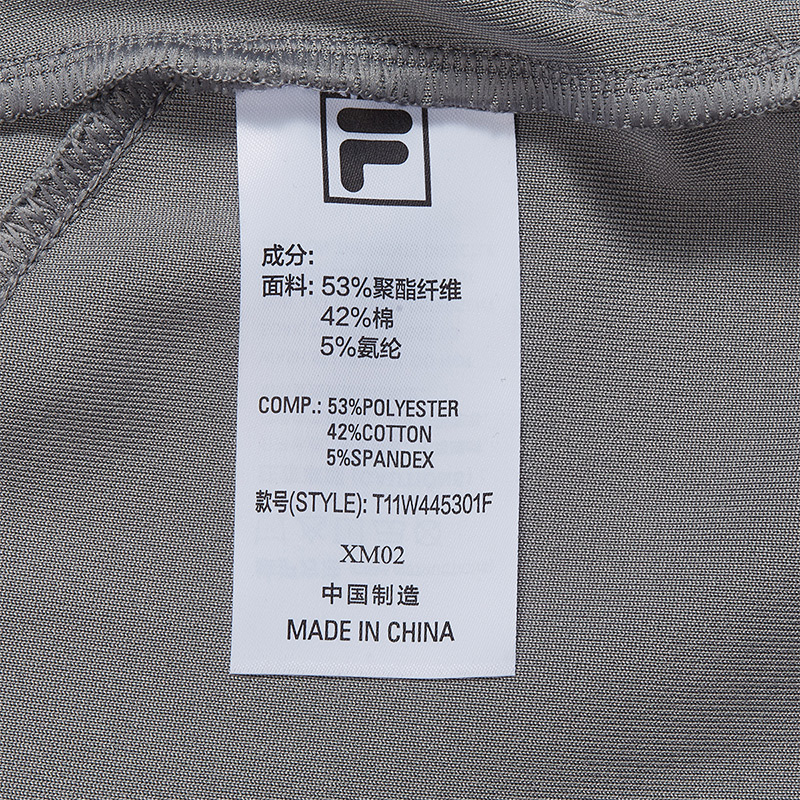 成分:
面料: 53%聚酯纤维
42%棉
5%氨纶
COMP.: 53%POLYESTER
42%COTTON
5%SPANDEX
款号(STYLE): T11W445301F
XM02
中国制造
MADE IN CHINA